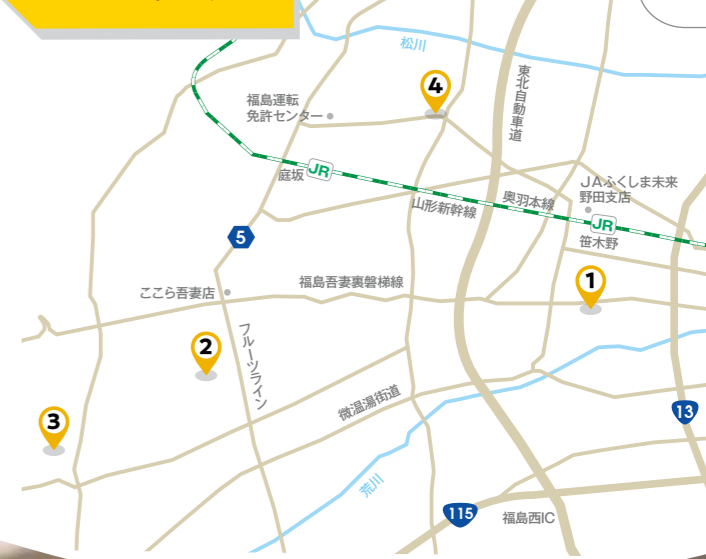 松川
東北自動車道
4
福島運転
免許センター
JR
庭坂
山形新幹線
奥羽本線
JAふくしま未来
野田支店
JR
笹木野
5
福島吾妻裏磐梯線
ここら吾妻店
1
2
フルーツライン
微温湯街道
3
13
荒川
115
福島西IC